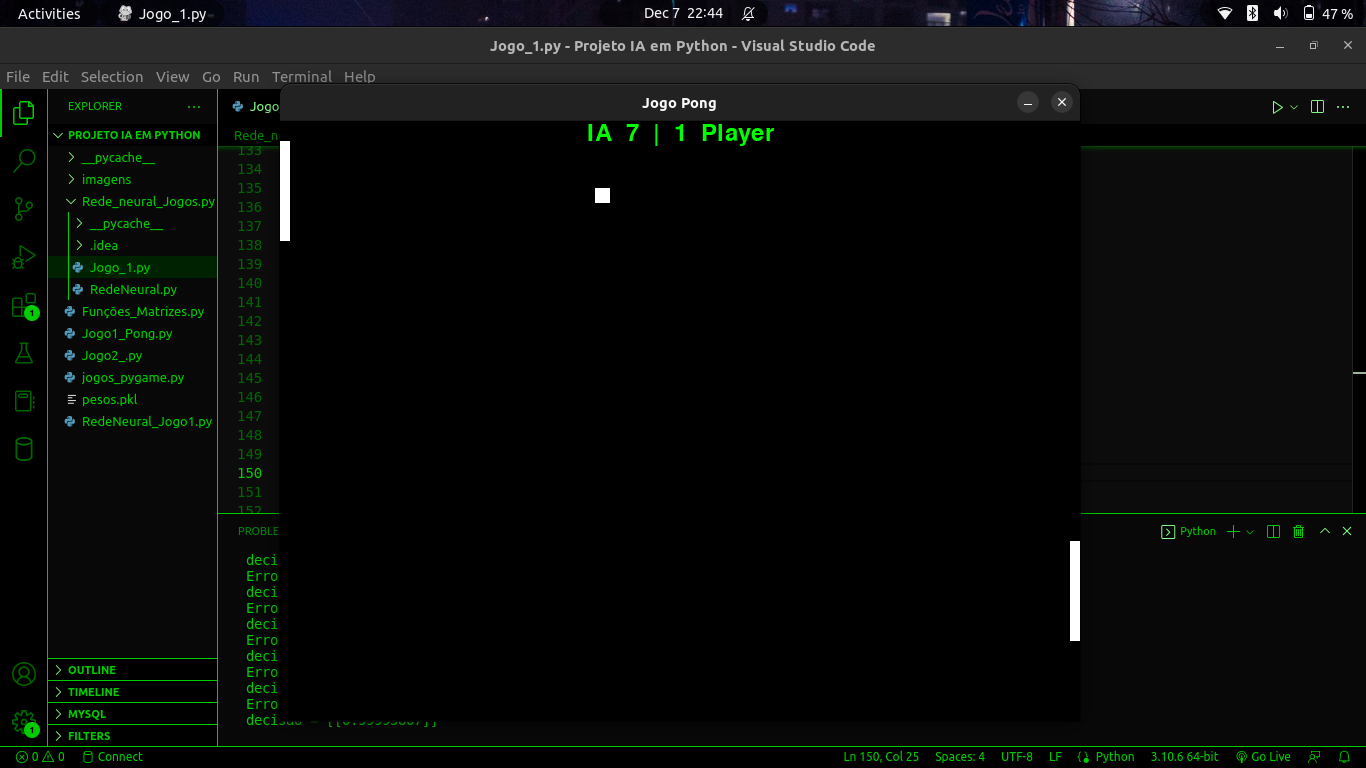 Activities Jogo_1.py Dec 7 22:44 47 %
Jogo_1.py - Projeto IA em Python - Visual Studio Code
File Edit Selection View Go Run Terminal Help
EXPLORER ···
PROJETO IA EM PYTHON
__pycache__
imagens
Rede_neural_Jogos.py
__pycache__
.idea
Jogo_1.py
RedeNeural.py
Funções_Matrizes.py
Jogo1_Pong.py
Jogo2_.py
jogos_pygame.py
pesos.pkl
RedeNeural_Jogo1.py
OUTLINE
TIMELINE
MYSQL
FILTERS
1
1
Jogo
Rede_n
133
134
135
136
137
138
139
140
141
142
143
144
145
146
147
148
149
150
151
152
Jogo Pong
IA 7 | 1 Player
PROBLE
Python
deci
Erro
deci
Erro
deci
Erro
deci
Erro
deci
Erro
0 0 Connect Ln 150, Col 25 Spaces: 4 UTF-8 LF Python 3.10.6 64-bit Go Live